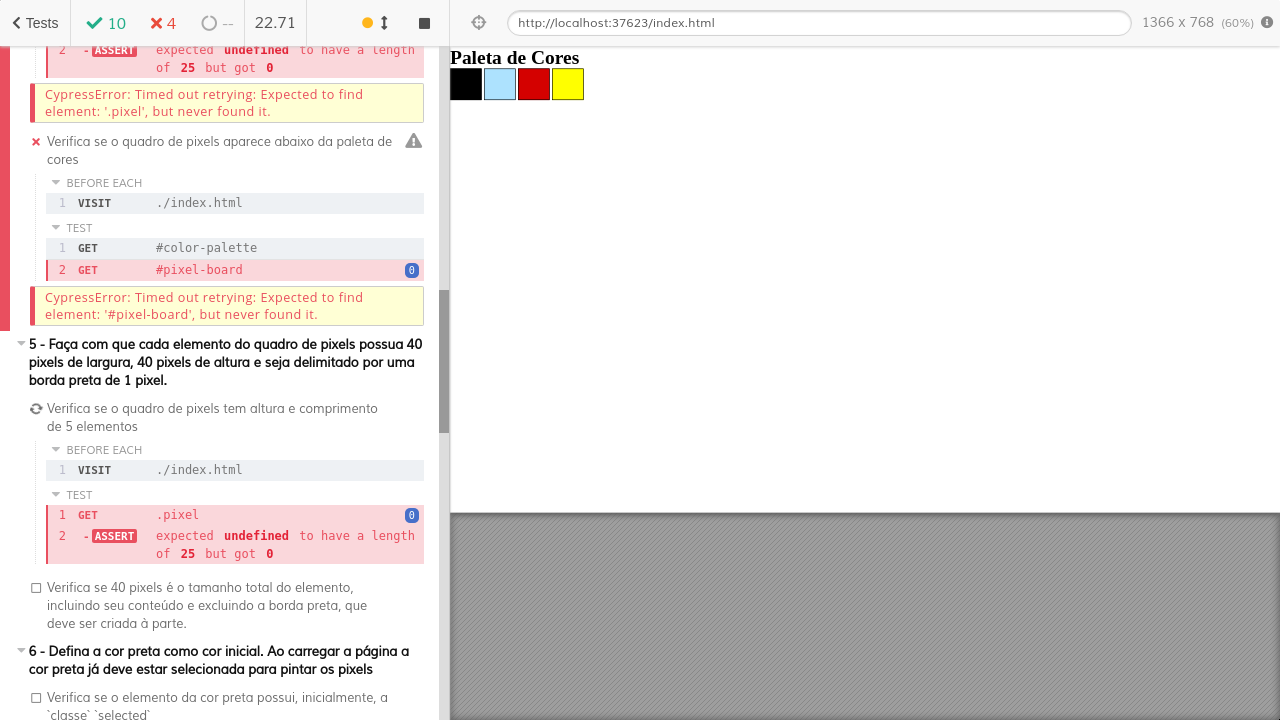 Tests
10
4
--
22.71
http://localhost:37623/index.html
1366 x 768 (60%)
2 -ASSERT expected undefined to have a length
of 25 but got 0
CypressError: Timed out retrying: Expected to find
element: '.pixel', but never found it.
Verifica se o quadro de pixels aparece abaixo da paleta de
cores
BEFORE EACH
1 VISIT ./index.html
TEST
1 GET #color-palette
2 GET #pixel-board 0
CypressError: Timed out retrying: Expected to find
element: '#pixel-board', but never found it.
5 - Faça com que cada elemento do quadro de pixels possua 40
pixels de largura, 40 pixels de altura e seja delimitado por uma
borda preta de 1 pixel.
Verifica se o quadro de pixels tem altura e comprimento
de 5 elementos
BEFORE EACH
1 VISIT ./index.html
TEST
1 GET .pixel 0
2 -ASSERT expected undefined to have a length
of 25 but got 0
Verifica se 40 pixels é o tamanho total do elemento,
incluindo seu conteúdo e excluindo a borda preta, que
deve ser criada à parte.
6 - Defina a cor preta como cor inicial. Ao carregar a página a
cor preta já deve estar selecionada para pintar os pixels
Verifica se o elemento da cor preta possui, inicialmente, a
`classe` `selected`
Paleta de Cores